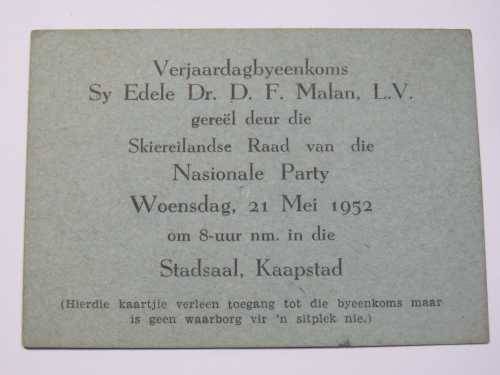 Verjaardagbyeenkoms
Sy Edele Dr. D. F. Malan, L.V.
gereël deur die
Skiereilandse Raad van die
Nasionale Party
Woensdag, 21 Mei 1952
om 8-uur nm. in die
Stadsaal, Kaapstad
(Hierdie kaartjie verleen toegang tot die byeenkoms maar
is geen waarborg vir 'n sitplek nie.)